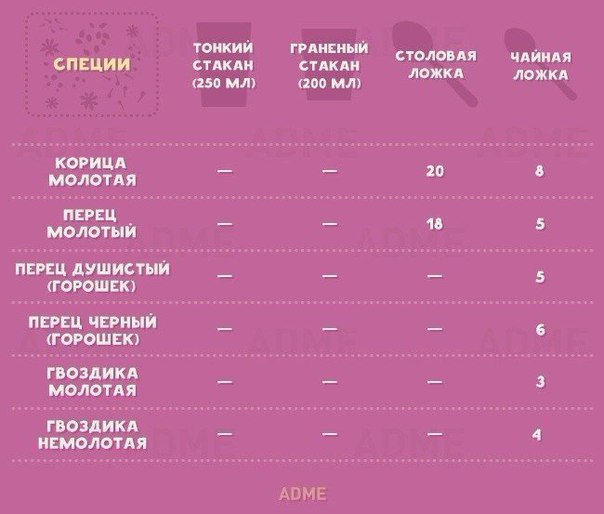 СПЕЦИИ
ТОНКИЙ СТАКАН (250 МЛ)
ГРАНЕНЫЙ СТАКАН (200 МЛ)
СТОЛОВАЯ ЛОЖКА
ЧАЙНАЯ ЛОЖКА
КОРИЦА МОЛОТАЯ — — 20 8
ПЕРЕЦ МОЛОТЫЙ — — 18 5
ПЕРЕЦ ДУШИСТЫЙ (ГОРОШЕК) — — — 5
ПЕРЕЦ ЧЕРНЫЙ (ГОРОШЕК) — — — 6
ГВОЗДИКА МОЛОТАЯ — — — 3
ГВОЗДИКА НЕМОЛОТАЯ — — — 4
ADME